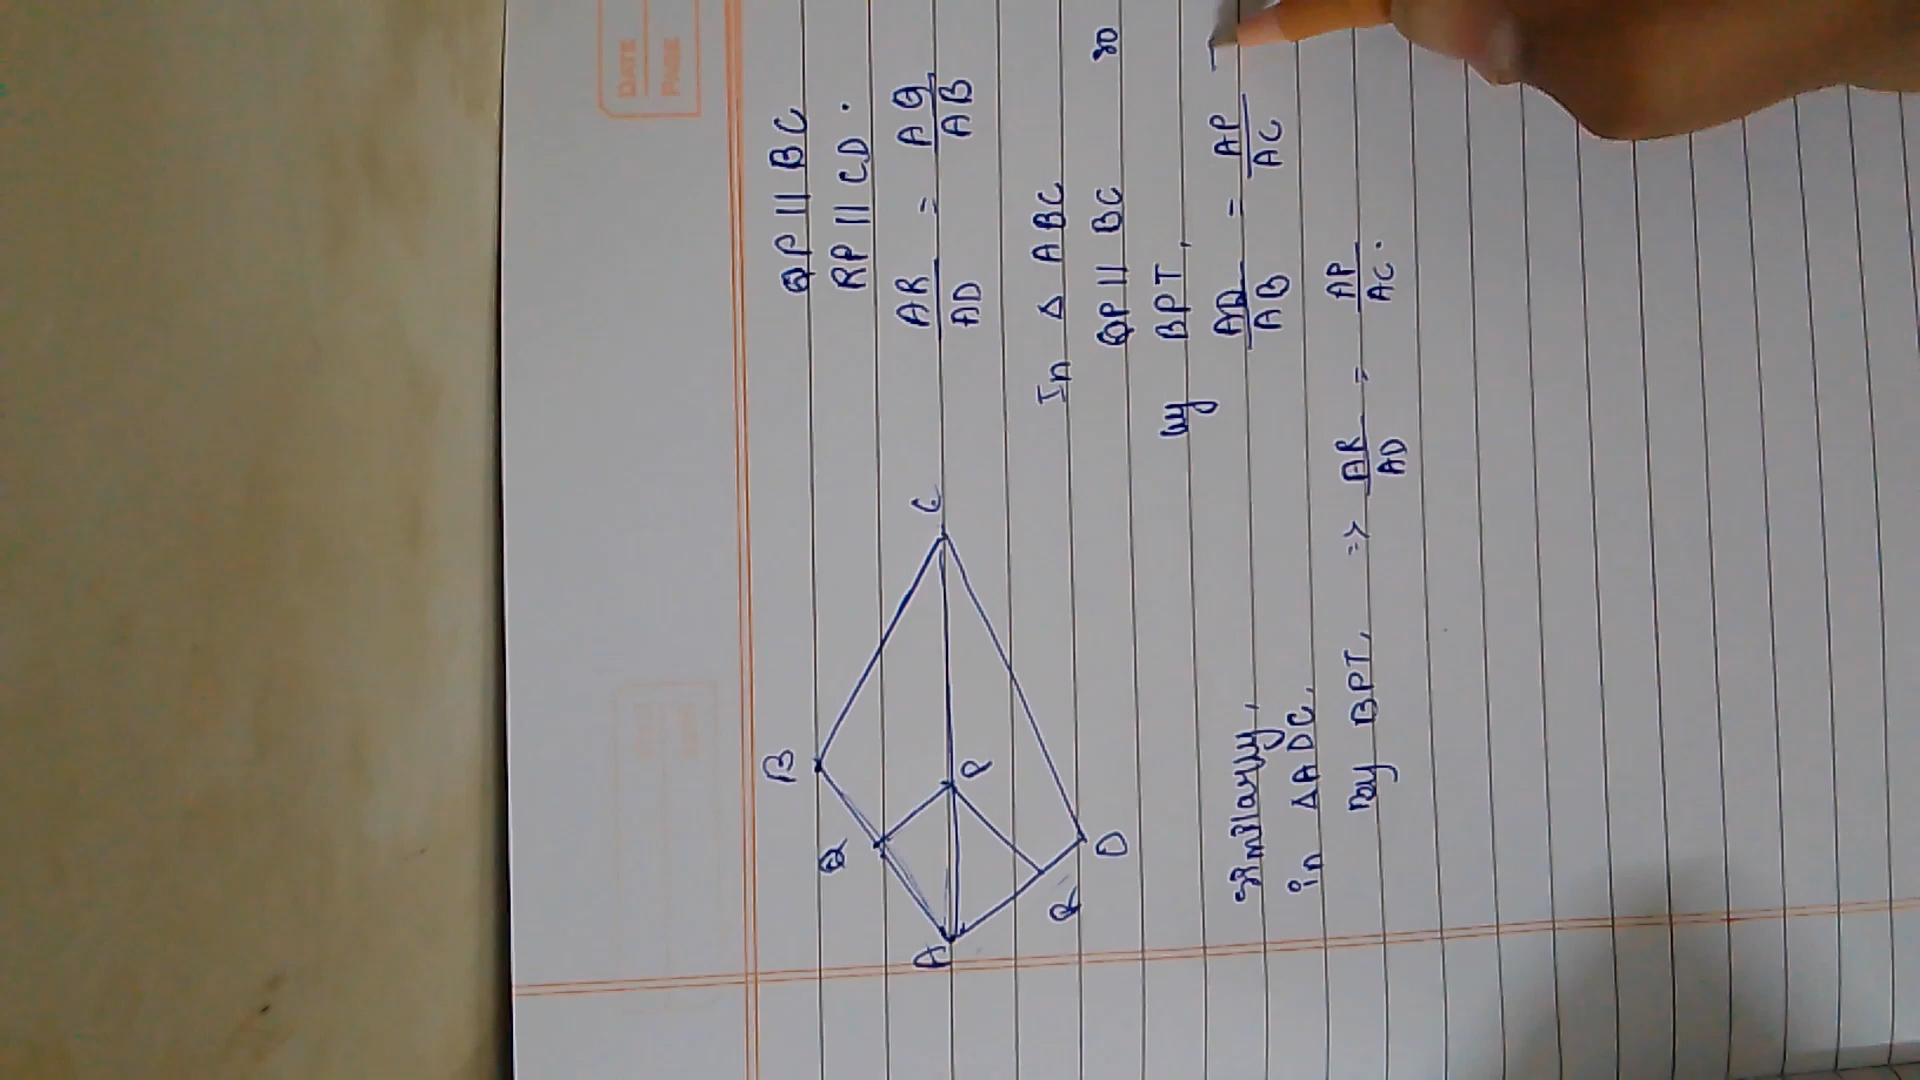 DATE
PAGE
QP || BC
RP || CD.
AR/AD = AQ/AB
B
Q
A
P
C
R
D
In Δ ABC
QP || BC so
by BPT,
AQ/AB = AP/AC —
Similarly,
in ΔADC,
By BPT, => AR/AD = AP/AC.